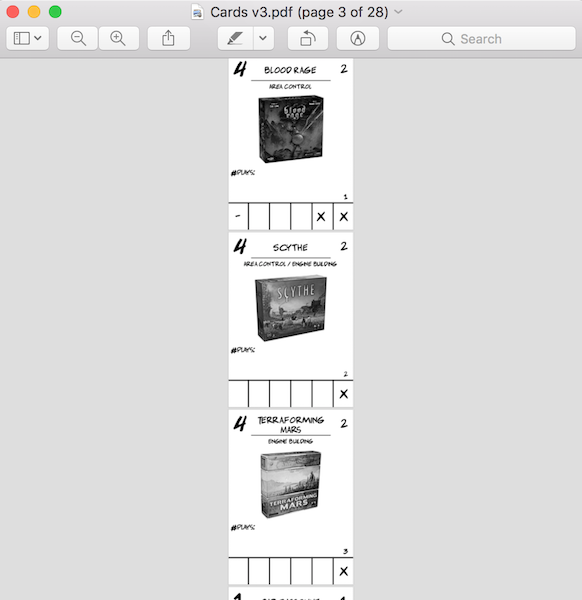 Cards v3.pdf (page 3 of 28)
Search
4 BLOOD RAGE 2
AREA CONTROL
blood rage
#PLAYS:
1
- X X
4 SCYTHE 2
AREA CONTROL / ENGINE BUILDING
SCYTHE
#PLAYS:
2
X
4 TERRAFORMING 2
MARS
ENGINE BUILDING
TERRAFORMING
MARS
#PLAYS:
3
X